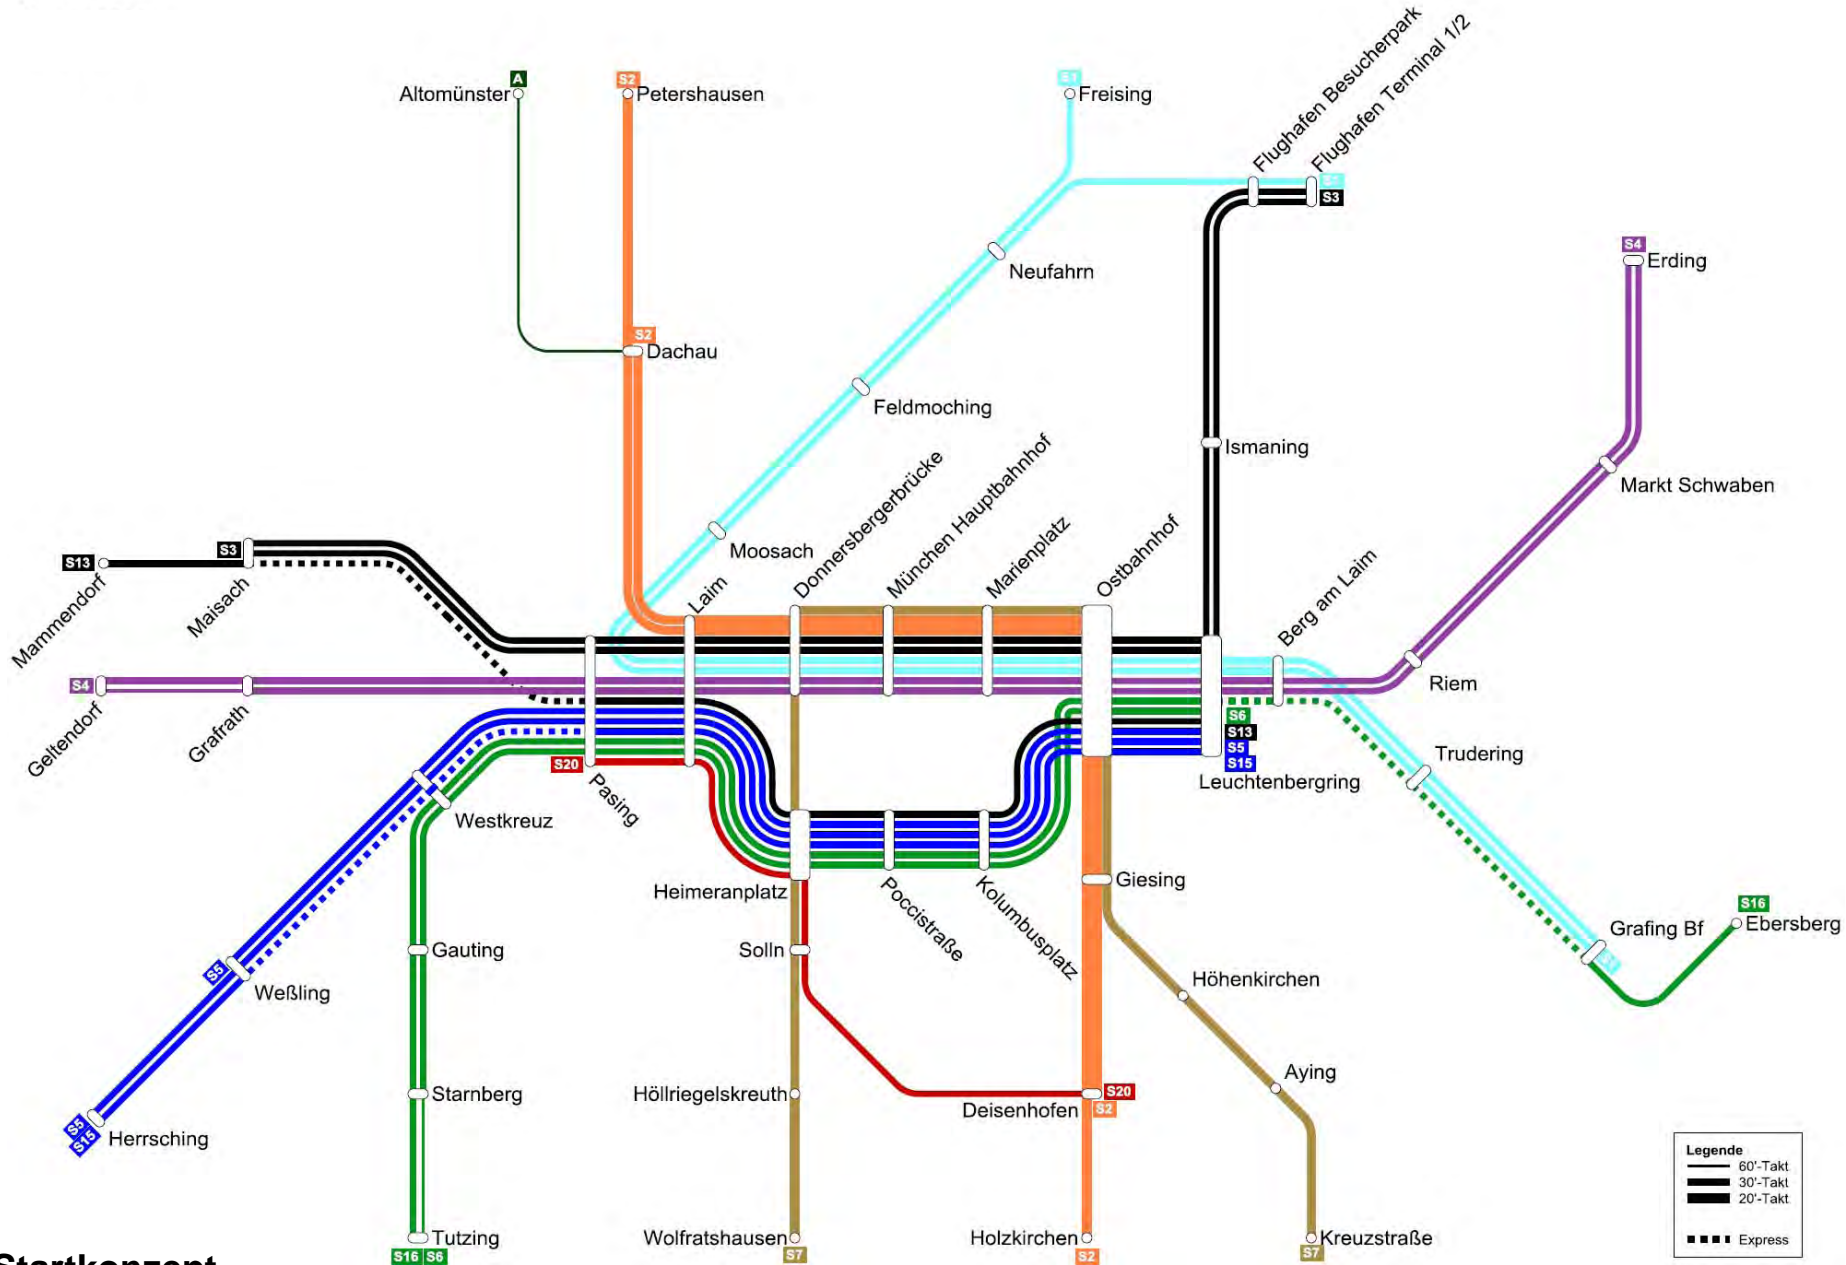 Flughafen Besucherpark
Flughafen Terminal 1/2
A
S2
S1
Altomünster
Petershausen
Freising
S1
S3
S4
Erding
Neufahrn
S2
Dachau
Feldmoching
Ismaning
Markt Schwaben
Moosach
Donnersbergerbrücke
München Hauptbahnhof
Marienplatz
Ostbahnhof
Berg am Laim
Laim
S13
S3
Mammendorf
Maisach
S4
Geltendorf
Grafrath
Riem
S6
S13
S5
S15
Leuchtenbergring
Trudering
S20
Pasing
Westkreuz
Heimeranplatz
Poccistraße
Kolumbusplatz
Giesing
S16
Ebersberg
Grafing Bf
S1
Gauting
Solln
S5
Weßling
Höhenkirchen
Aying
Starnberg
Höllriegelskreuth
S20
Deisenhofen
S2
S5
S15
Herrsching
Tutzing
S16
S6
Wolfratshausen
S7
Holzkirchen
S2
Kreuzstraße
S7
Legende
60'-Takt
30'-Takt
20'-Takt
Express
Startkonzept